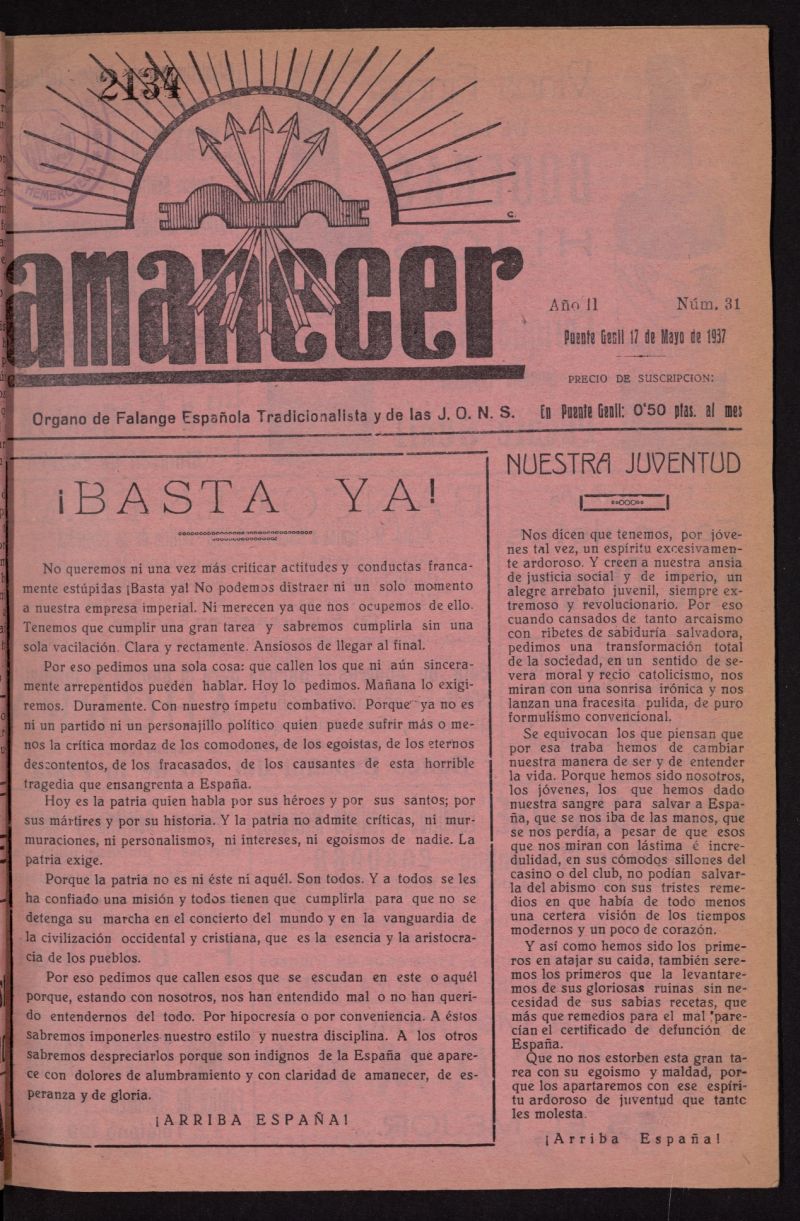 2134
HEMEROTECA
G.
amanecer
Año II Núm. 31
Puente Genil 17 de Mayo de 1937
PRECIO DE SUSCRIPCION:
En Puente Genil: 0'50 ptas. al mes
Organo de Falange Española Tradicionalista y de las J. O. N. S.
¡BASTA YA!
No queremos ni una vez más criticar actitudes y conductas franca-
mente estúpidas ¡Basta ya! No podemos distraer ni un solo momento
a nuestra empresa imperial. Ni merecen ya que nos ocupemos de ello.
Tenemos que cumplir una gran tarea y sabremos cumplirla sin una
sola vacilación. Clara y rectamente. Ansiosos de llegar al final.
Por eso pedimos una sola cosa: que callen los que ni aún sincera-
mente arrepentidos pueden hablar. Hoy lo pedimos. Mañana lo exigi-
remos. Duramente. Con nuestro ímpetu combativo. Porque ya no es
ni un partido ni un personajillo político quien puede sufrir más o me-
nos la crítica mordaz de los comodones, de los egoistas, de los eternos
descontentos, de los fracasados, de los causantes de esta horrible
tragedia que ensangrenta a España.
Hoy es la patria quien habla por sus héroes y por sus santos; por
sus mártires y por su historia. Y la patria no admite críticas, ni mur-
muraciones, ni personalismos, ni intereses, ni egoismos de nadie. La
patria exige.
Porque la patria no es ni éste ni aquél. Son todos. Y a todos se les
ha confiado una misión y todos tienen que cumplirla para que no se
detenga su marcha en el concierto del mundo y en la vanguardia de
la civilización occidental y cristiana, que es la esencia y la aristocra-
cia de los pueblos.
Por eso pedimos que callen esos que se escudan en este o aquél
porque, estando con nosotros, nos han entendido mal o no han queri-
do entendernos del todo. Por hipocresía o por conveniencia. A éstos
sabremos imponerles nuestro estilo y nuestra disciplina. A los otros
sabremos despreciarlos porque son indignos de la España que apare-
ce con dolores de alumbramiento y con claridad de amanecer, de es-
peranza y de gloria.
¡ARRIBA ESPAÑA!
NUESTRA JUVENTUD
Nos dicen que tenemos, por jóve-
nes tal vez, un espíritu excesivamen-
te ardoroso. Y creen a nuestra ansia
de justicia social y de imperio, un
alegre arrebato juvenil, siempre ex-
tremoso y revolucionario. Por eso
cuando cansados de tanto arcaismo
con ribetes de sabiduría salvadora,
pedimos una transformación total
de la sociedad, en un sentido de se-
vera moral y recio catolicismo, nos
miran con una sonrisa irónica y nos
lanzan una fracesita pulida, de puro
formulismo convencional.
Se equivocan los que piensan que
por esa traba hemos de cambiar
nuestra manera de ser y de entender
la vida. Porque hemos sido nosotros,
los jóvenes, los que hemos dado
nuestra sangre para salvar a Espa-
ña, que se nos iba de las manos, que
se nos perdía, a pesar de que esos
que nos miran con lástima é incre-
dulidad, en sus cómodos sillones del
casino o del club, no podían salvar-
la del abismo con sus tristes reme-
dios en que había de todo menos
una certera visión de los tiempos
modernos y un poco de corazón.
Y así como hemos sido los prime-
ros en atajar su caida, también sere-
mos los primeros que la levantare-
mos de sus gloriosas ruinas sin ne-
cesidad de sus sabias recetas, que
más que remedios para el mal pare-
cían el certificado de defunción de
España.
Que no nos estorben esta gran ta-
rea con su egoismo y maldad, por-
que los apartaremos con ese espíri-
tu ardoroso de juventud que tante
les molesta.
¡Arriba España!